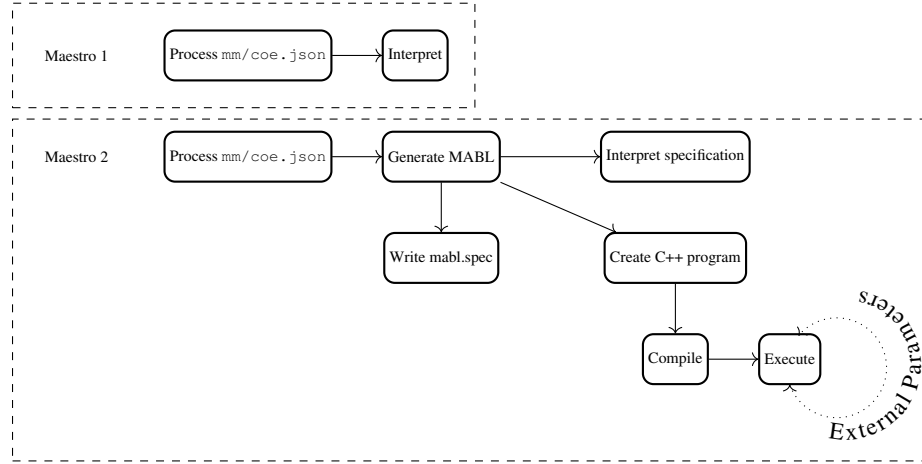 Maestro 1
Process mm/coe.json
Interpret
Maestro 2
Process mm/coe.json
Generate MABL
Interpret specification
Write mabl.spec
Create C++ program
Compile
Execute
External Parameters